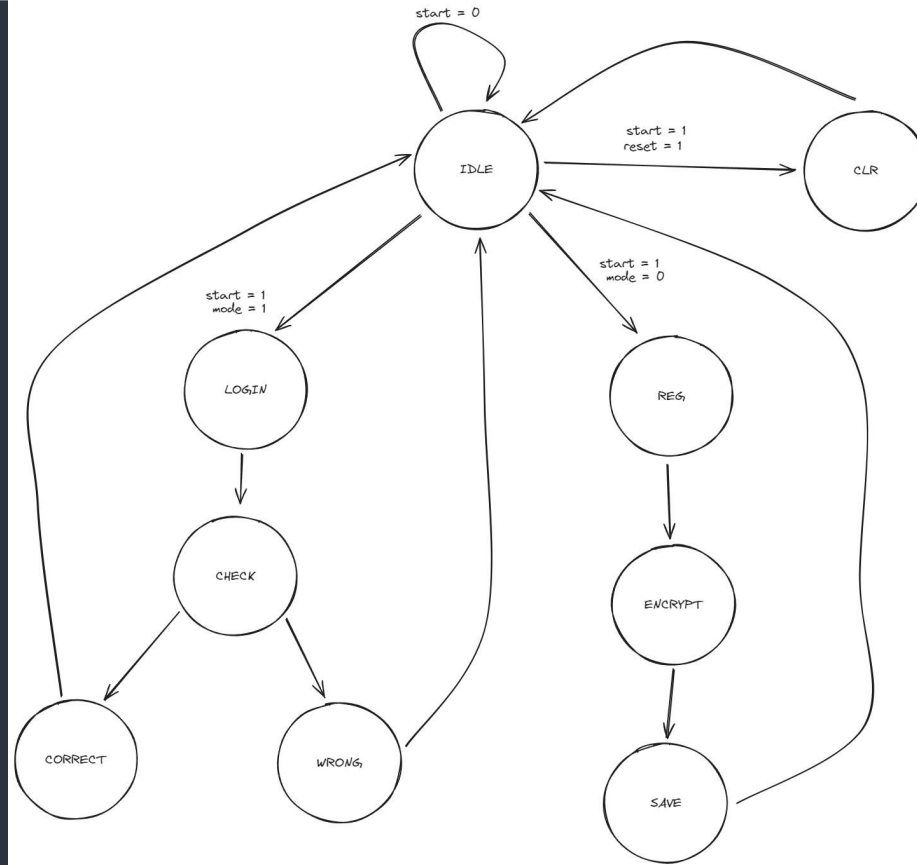 start = 0
start = 1
reset = 1
IDLE
CLR
start = 1
mode = 0
start = 1
mode = 1
LOGIN
REG
CHECK
ENCRYPT
CORRECT
WRONG
SAVE